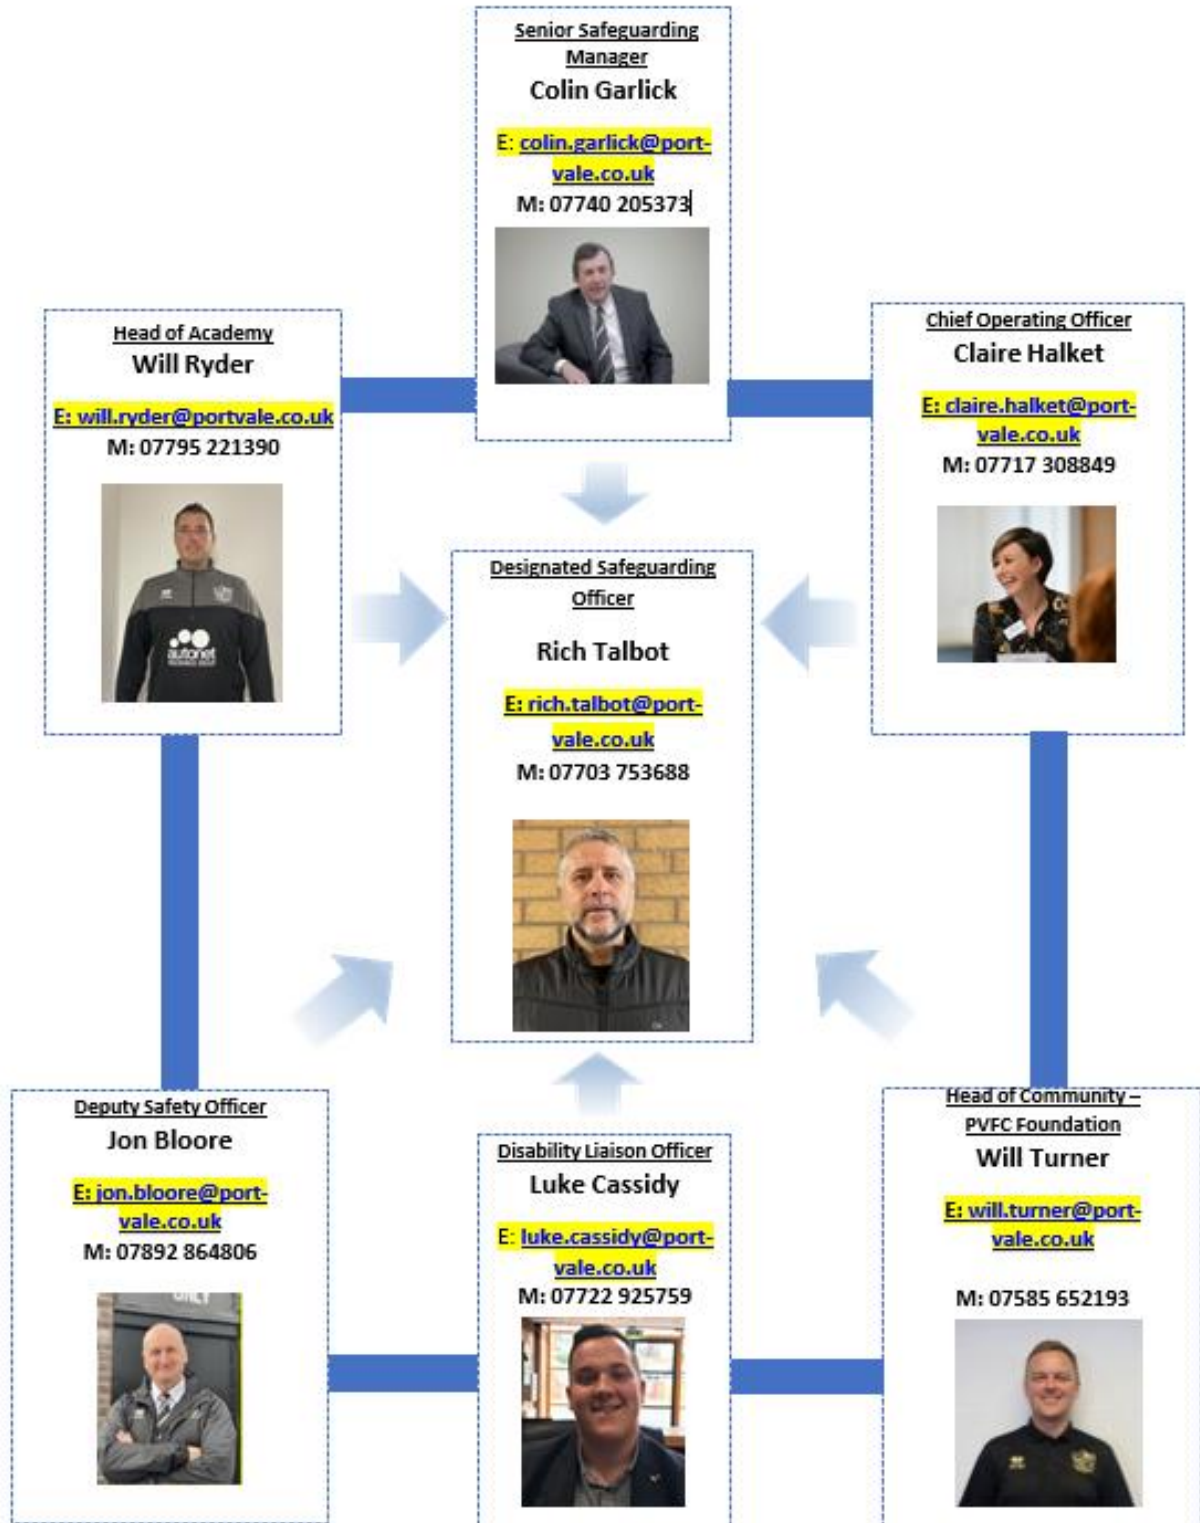 Senior Safeguarding
Manager
Colin Garlick
E: colin.garlick@port-
vale.co.uk
M: 07740 205373
Head of Academy
Will Ryder
E: will.ryder@portvale.co.uk
M: 07795 221390
autonet
Chief Operating Officer
Claire Halket
E: claire.halket@port-
vale.co.uk
M: 07717 308849
Designated Safeguarding
Officer
Rich Talbot
E: rich.talbot@port-
vale.co.uk
M: 07703 753688
Deputy Safety Officer
Jon Bloore
E: jon.bloore@port-
vale.co.uk
M: 07892 864806
ONLY
Disability Liaison Officer
Luke Cassidy
E: luke.cassidy@port-
vale.co.uk
M: 07722 925759
Head of Community –
PVFC Foundation
Will Turner
E: will.turner@port-
vale.co.uk
M: 07585 652193